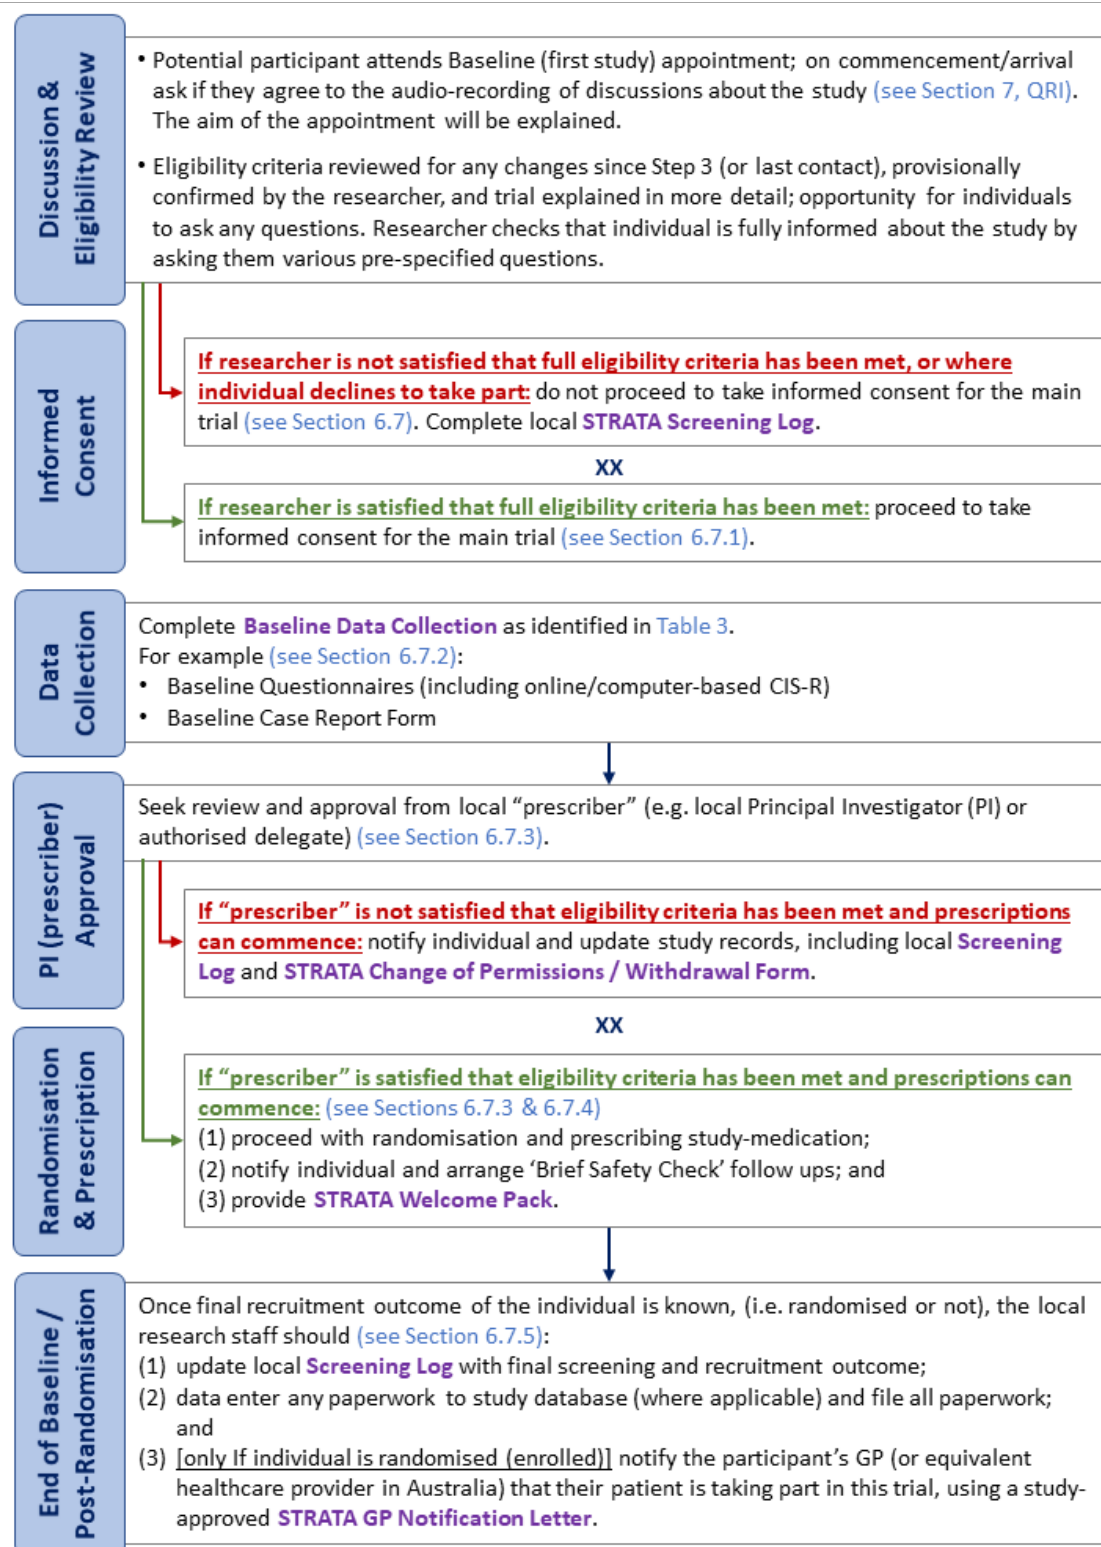 Discussion &
Eligibility Review
• Potential participant attends Baseline (first study) appointment; on commencement/arrival
ask if they agree to the audio-recording of discussions about the study (see Section 7, QRI).
The aim of the appointment will be explained.
• Eligibility criteria reviewed for any changes since Step 3 (or last contact), provisionally
confirmed by the researcher, and trial explained in more detail; opportunity for individuals
to ask any questions. Researcher checks that individual is fully informed about the study by
asking them various pre-specified questions.
Informed
Consent
If researcher is not satisfied that full eligibility criteria has been met, or where
individual declines to take part: do not proceed to take informed consent for the main
trial (see Section 6.7). Complete local STRATA Screening Log.
XX
If researcher is satisfied that full eligibility criteria has been met: proceed to take
informed consent for the main trial (see Section 6.7.1).
Data
Collection
Complete Baseline Data Collection as identified in Table 3.
For example (see Section 6.7.2):
• Baseline Questionnaires (including online/computer-based CIS-R)
• Baseline Case Report Form
PI (prescriber)
Approval
Seek review and approval from local “prescriber” (e.g. local Principal Investigator (PI) or
authorised delegate) (see Section 6.7.3).
If “prescriber” is not satisfied that eligibility criteria has been met and prescriptions
can commence: notify individual and update study records, including local Screening
Log and STRATA Change of Permissions / Withdrawal Form.
XX
Randomisation
& Prescription
If “prescriber” is satisfied that eligibility criteria has been met and prescriptions can
commence: (see Sections 6.7.3 & 6.7.4)
(1) proceed with randomisation and prescribing study-medication;
(2) notify individual and arrange ‘Brief Safety Check’ follow ups; and
(3) provide STRATA Welcome Pack.
End of Baseline /
Post-Randomisation
Once final recruitment outcome of the individual is known, (i.e. randomised or not), the local
research staff should (see Section 6.7.5):
(1) update local Screening Log with final screening and recruitment outcome;
(2) data enter any paperwork to study database (where applicable) and file all paperwork;
and
(3) [only If individual is randomised (enrolled)] notify the participant’s GP (or equivalent
healthcare provider in Australia) that their patient is taking part in this trial, using a study-
approved STRATA GP Notification Letter.